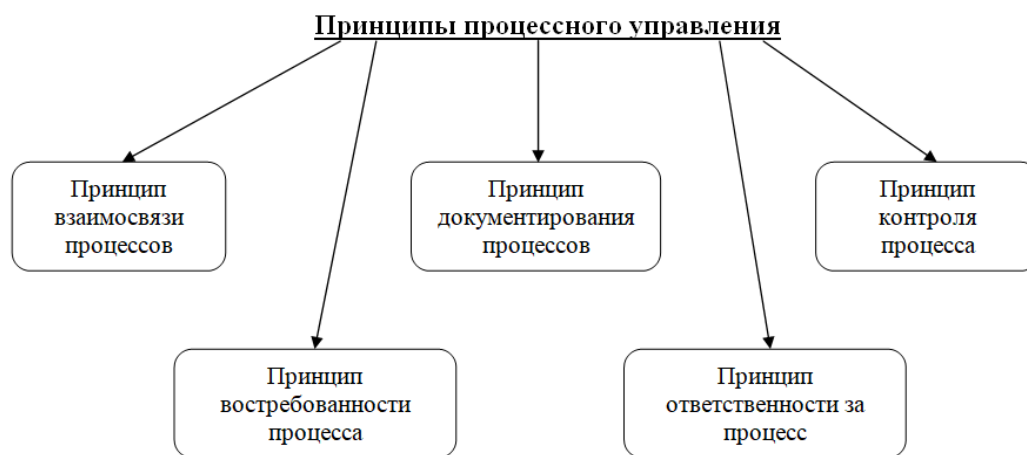 Принципы процессного управления
Принцип
взаимосвязи
процессов
Принцип
документирования
процессов
Принцип
контроля
процесса
Принцип
востребованности
процесса
Принцип
ответственности за
процесс